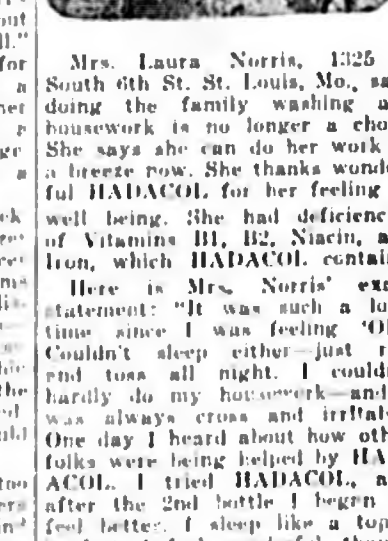 Mrs. Laura Norris, 1325
South 6th St. St. Louis, Mo., sa
doing the family washing a
housework is no longer a cho
She says she can do her work
a breeze now. She thanks wond
ful HADACOL for her feeling
well being. She had deficienc
of Vitamins B1, B2, Niacin, a
Iron, which HADACOL contai
Here is Mrs. Norris' exa
statement: "It was such a lo
time since I was feeling 'O
Couldn't sleep either—just
and toss all night. I could
hardly do my housework—and
was always cross and irrita
One day I heard about how oth
folks were being helped by HA
ACOL. I tried HADACOL, a
after the 2nd bottle I began
feel better. I sleep like a top